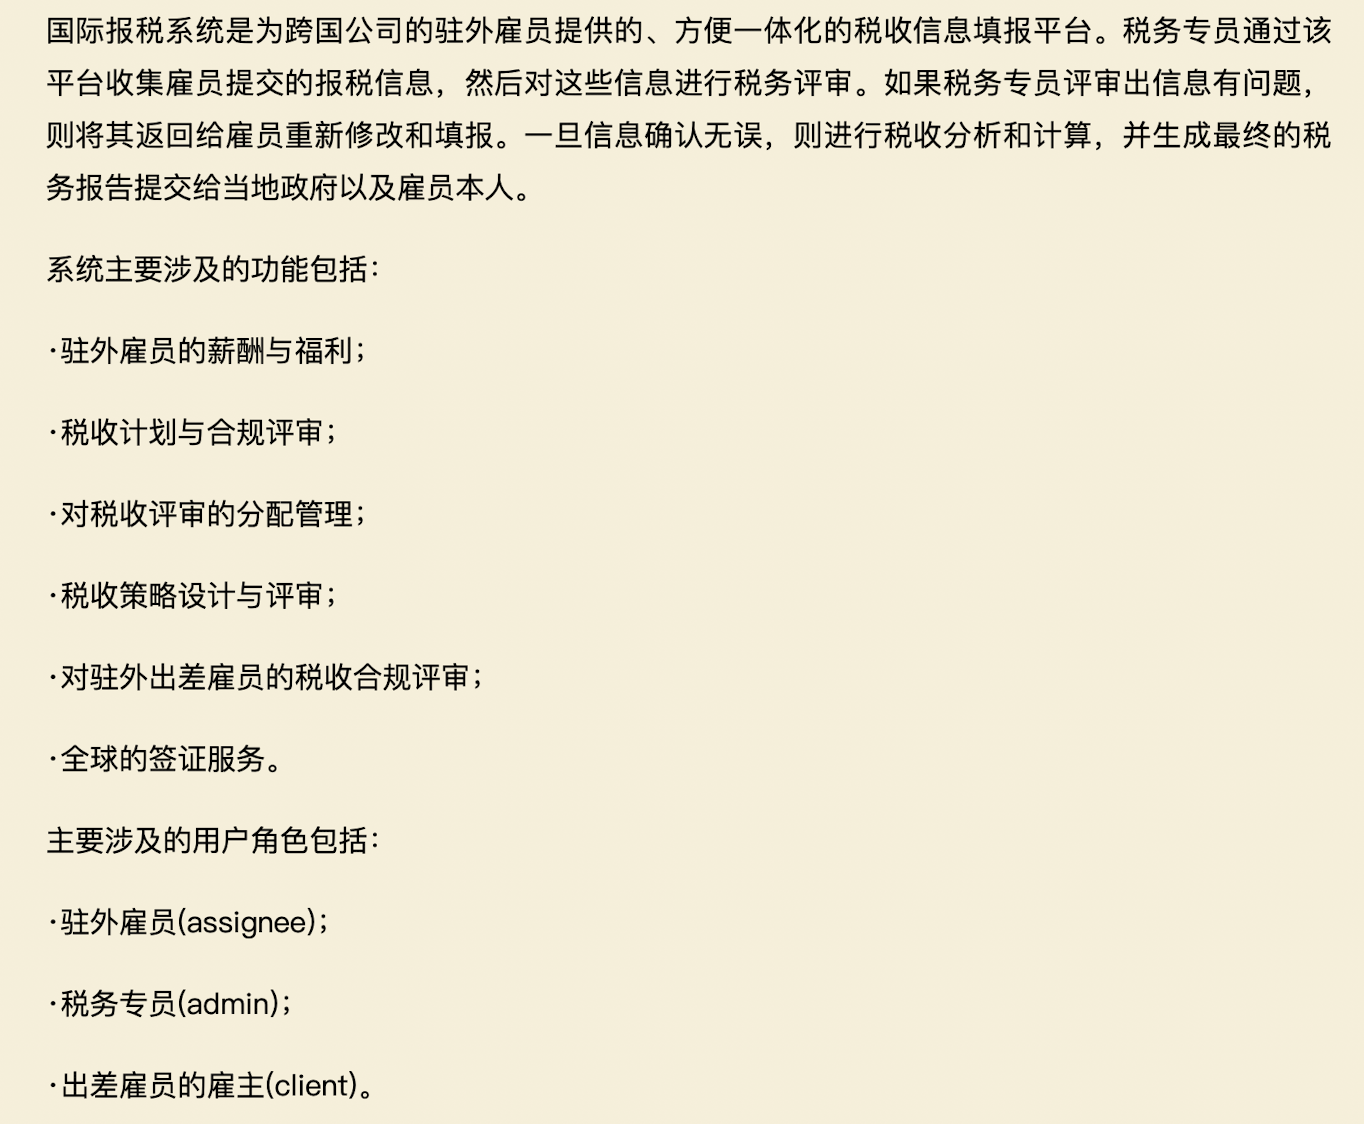 国际报税系统是为跨国公司的驻外雇员提供的、方便一体化的税收信息填报平台。税务专员通过该
平台收集雇员提交的报税信息，然后对这些信息进行税务评审。如果税务专员评审出信息有问题，
则将其返回给雇员重新修改和填报。一旦信息确认无误，则进行税收分析和计算，并生成最终的税
务报告提交给当地政府以及雇员本人。
系统主要涉及的功能包括：
·驻外雇员的薪酬与福利；
·税收计划与合规评审；
·对税收评审的分配管理；
·税收策略设计与评审；
·对驻外出差雇员的税收合规评审；
·全球的签证服务。
主要涉及的用户角色包括：
·驻外雇员(assignee)；
·税务专员(admin)；
·出差雇员的雇主(client)。